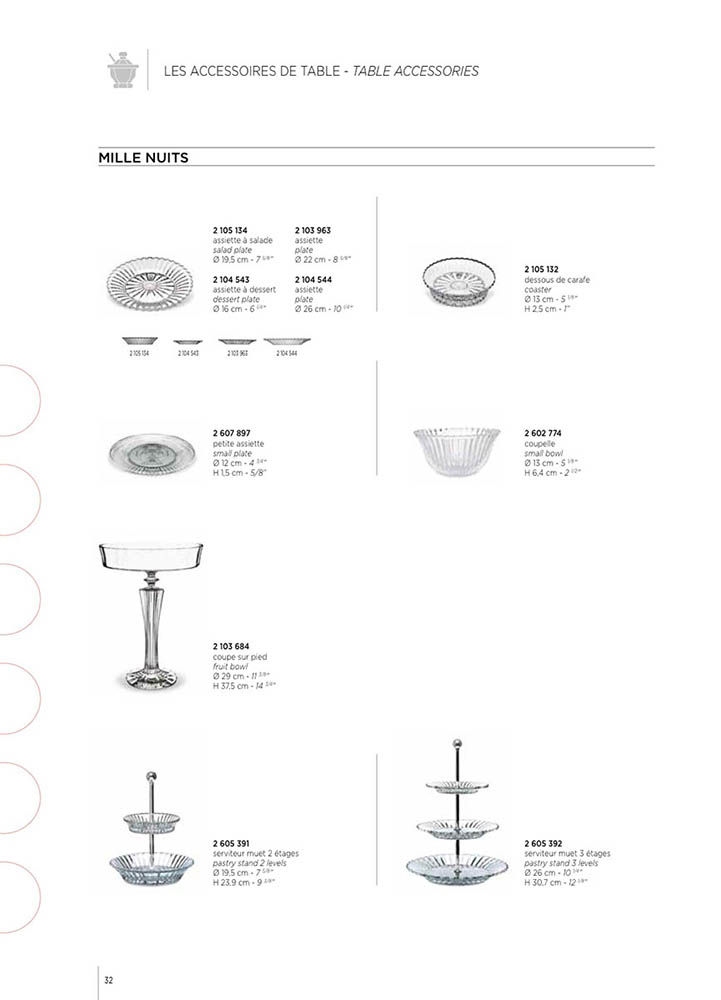 LES ACCESSOIRES DE TABLE - TABLE ACCESSORIES
MILLE NUITS
2 105 134
assiette à salade
salad plate
Ø 19,5 cm - 7 5/8"
2 103 963
assiette
plate
Ø 22 cm - 8 5/8"
2 104 543
assiette à dessert
dessert plate
Ø 16 cm - 6 1/4"
2 104 544
assiette
plate
Ø 26 cm - 10 1/4"
2 105 134
2 104 543
2 103 963
2 104 544
2 105 132
dessous de carafe
coaster
Ø 13 cm - 5 1/8"
H 2,5 cm - 1"
2 607 897
petite assiette
small plate
Ø 12 cm - 4 3/4"
H 1,5 cm - 5/8"
2 602 774
coupelle
small bowl
Ø 13 cm - 5 1/8"
H 6,4 cm - 2 1/2"
2 103 684
coupe sur pied
fruit bowl
Ø 29 cm - 11 3/8"
H 37,5 cm - 14 3/4"
2 605 391
serviteur muet 2 étages
pastry stand 2 levels
Ø 19,5 cm - 7 5/8"
H 23,9 cm - 9 3/8"
2 605 392
serviteur muet 3 étages
pastry stand 3 levels
Ø 26 cm - 10 1/4"
H 30,7 cm - 12 1/8"
32